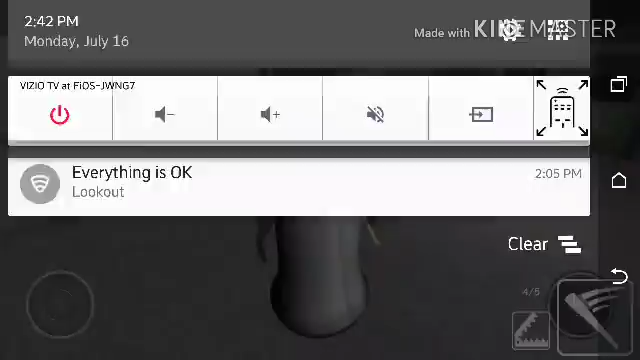 2:42 PM
Monday, July 16
Made with KINEMASTER
VIZIO TV at FiOS-JWNG7
Everything is OK
2:05 PM
Lookout
Clear
4/5